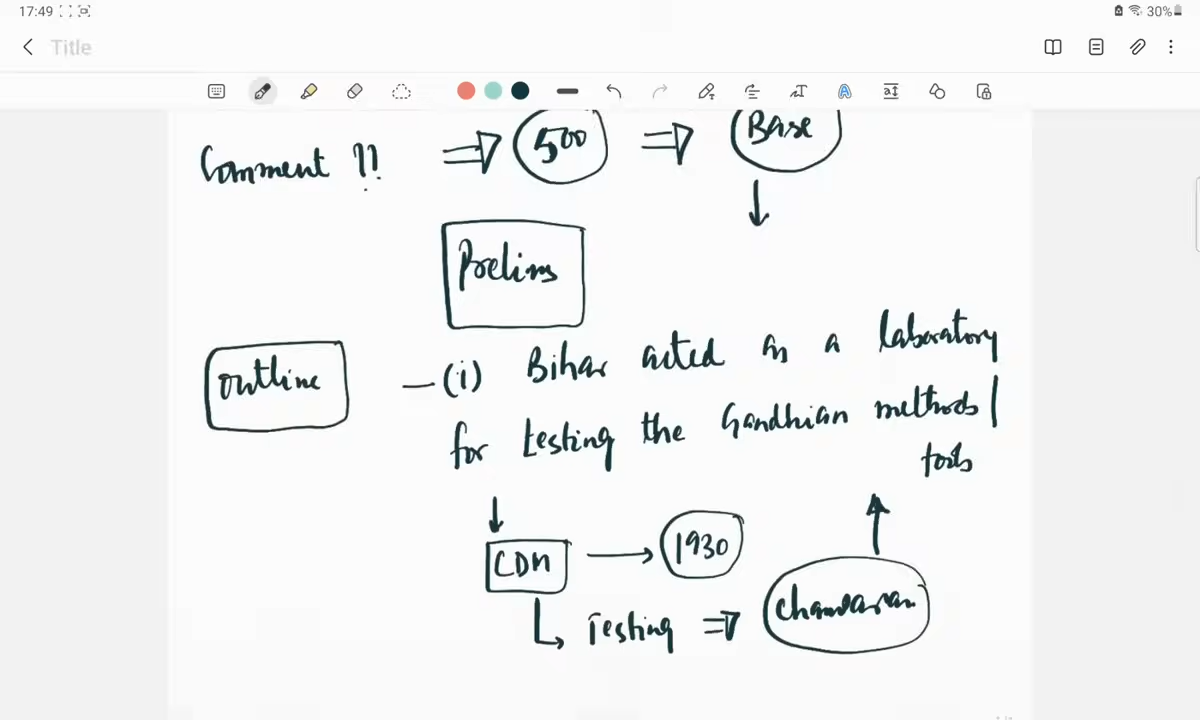 17:49 30%
Title
Comment ?? ⇒ 500 ⇒ Base
↓
Prelims
Outline — (i) Bihar acted as a laboratory
for testing the Gandhian methods/
tools
↓ ↑
CDM → 1930
↳ Testing ⇒ Champaran